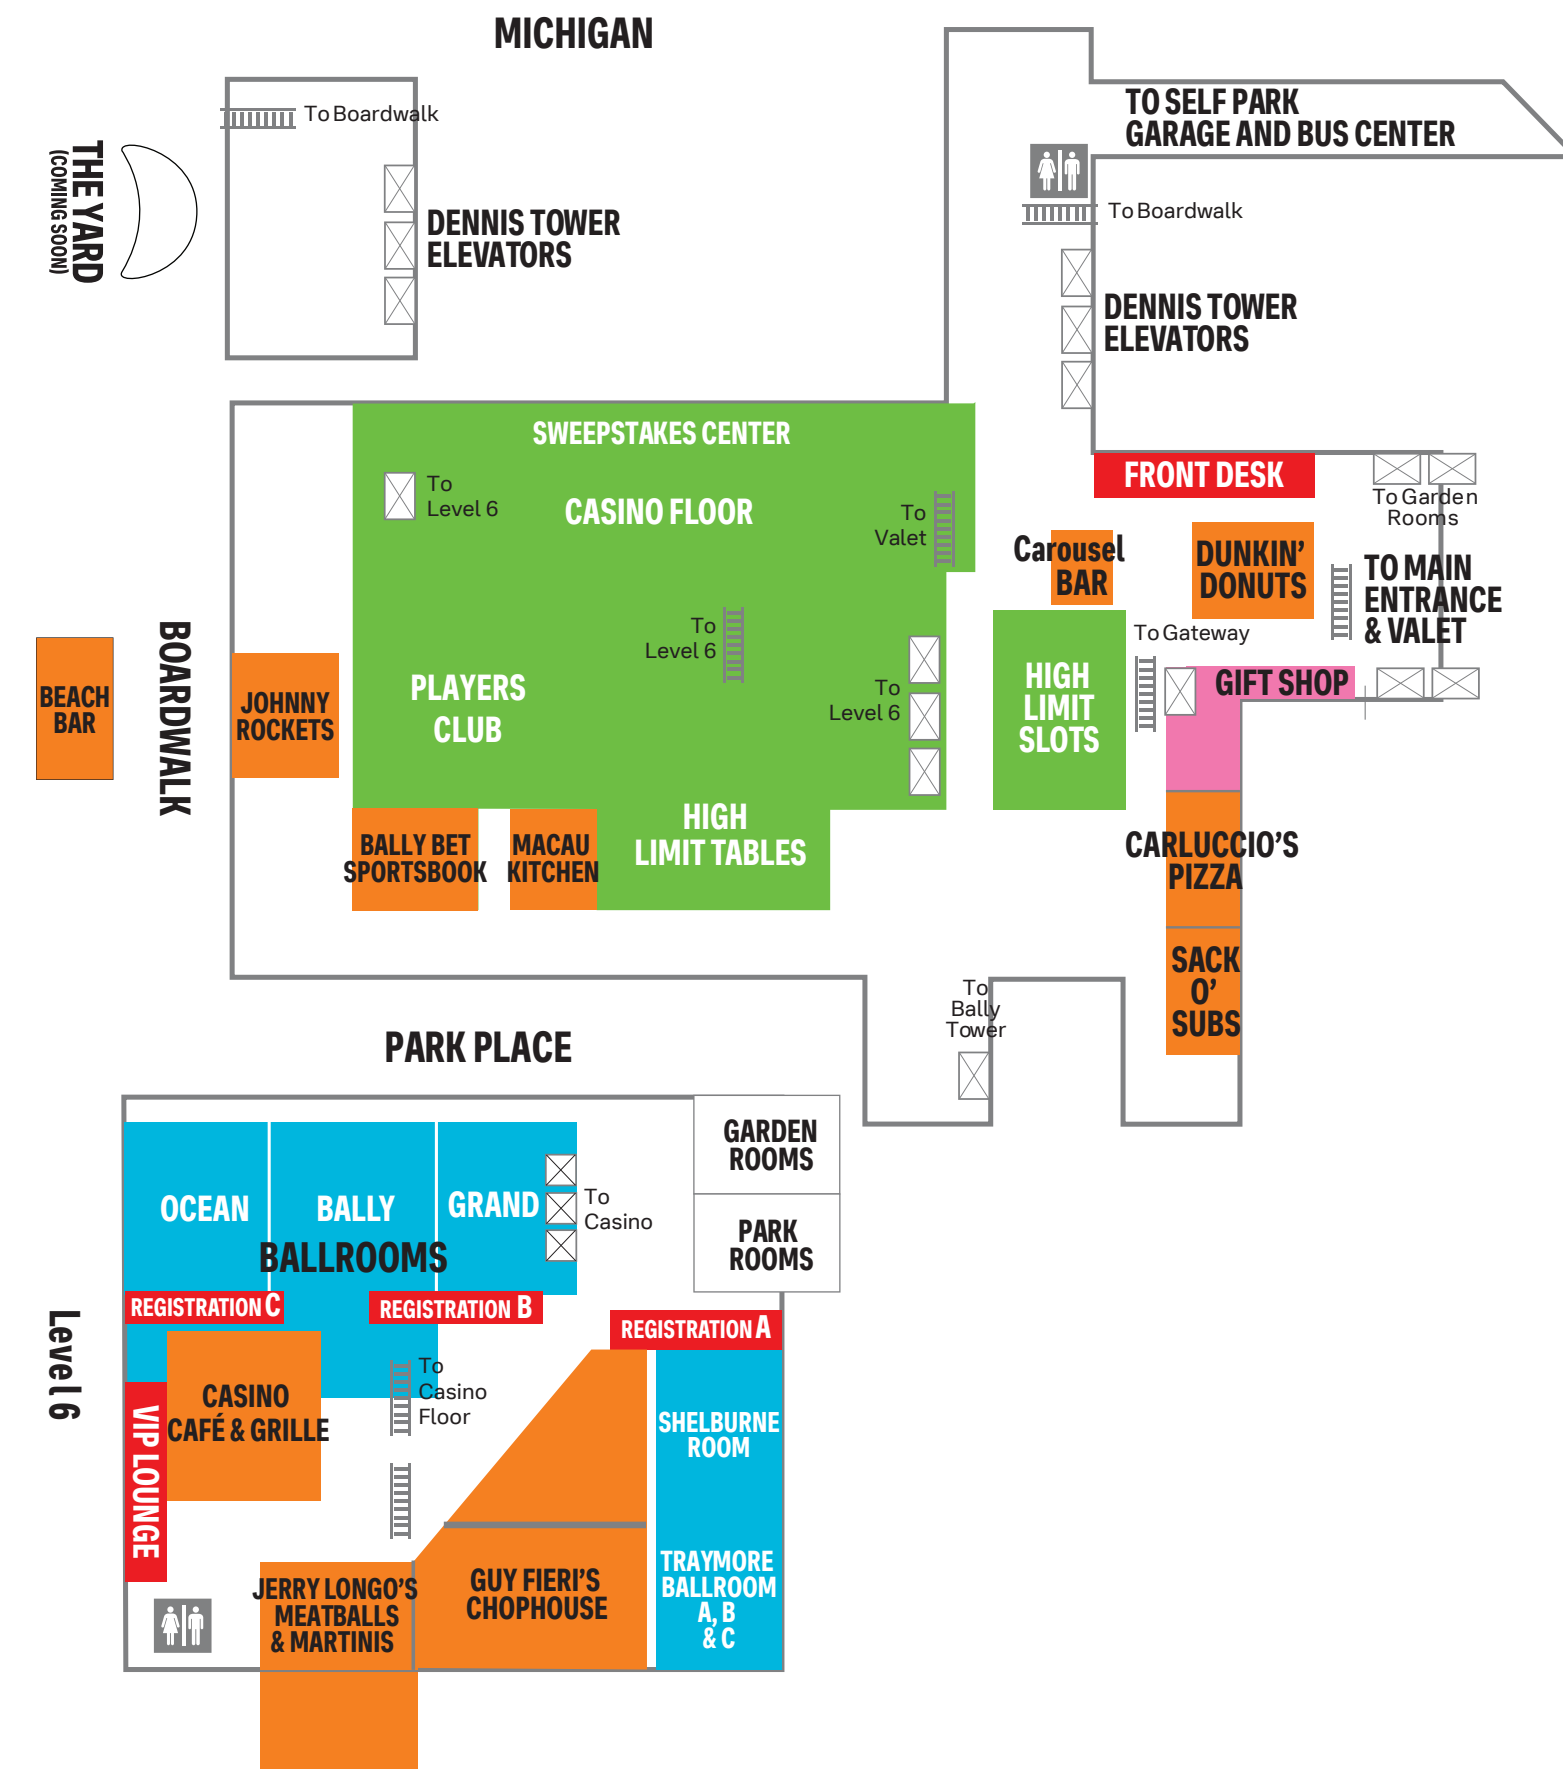 MICHIGAN
To Boardwalk
THE YARD
(COMING SOON)
DENNIS TOWER
ELEVATORS
TO SELF PARK
GARAGE AND BUS CENTER
To Boardwalk
DENNIS TOWER
ELEVATORS
SWEEPSTAKES CENTER
To
Level 6
CASINO FLOOR
To
Valet
FRONT DESK
To Garden
Rooms
Carousel
BAR
DUNKIN'
DONUTS
TO MAIN
ENTRANCE
& VALET
BOARDWALK
BEACH
BAR
JOHNNY
ROCKETS
PLAYERS
CLUB
To
Level 6
To
Level 6
HIGH
LIMIT
SLOTS
To Gateway
GIFT SHOP
BALLY BET
SPORTSBOOK
MACAU
KITCHEN
HIGH
LIMIT TABLES
CARLUCCIO'S
PIZZA
SACK
O'
SUBS
To
Bally
Tower
PARK PLACE
GARDEN
ROOMS
PARK
ROOMS
OCEAN
BALLY
GRAND
To
Casino
BALLROOMS
REGISTRATION C
REGISTRATION B
REGISTRATION A
Level 6
To
Casino
Floor
CASINO
CAFÉ & GRILLE
VIP LOUNGE
SHELBURNE
ROOM
TRAYMORE
BALLROOM
A, B
& C
JERRY LONGO'S
MEATBALLS
& MARTINIS
GUY FIERI'S
CHOPHOUSE